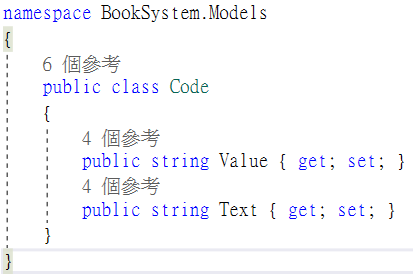 namespace BookSystem.Models
{
6 個參考
public class Code
{
4 個參考
public string Value { get; set; }
4 個參考
public string Text { get; set; }
}
}